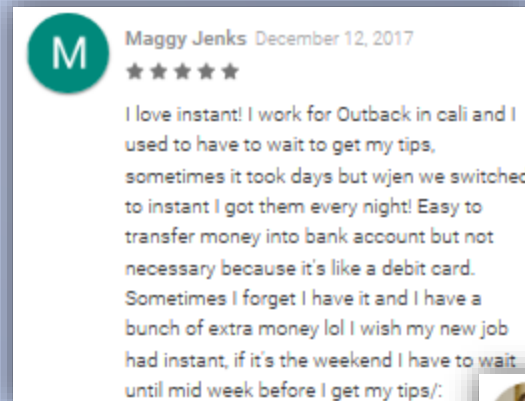 M
Maggy Jenks December 12, 2017
I love instant! I work for Outback in cali and I
used to have to wait to get my tips,
sometimes it took days but wjen we switched
to instant I got them every night! Easy to
transfer money into bank account but not
necessary because it's like a debit card.
Sometimes I forget I have it and I have a
bunch of extra money lol I wish my new job
had instant, if it's the weekend I have to wait
until mid week before I get my tips/: